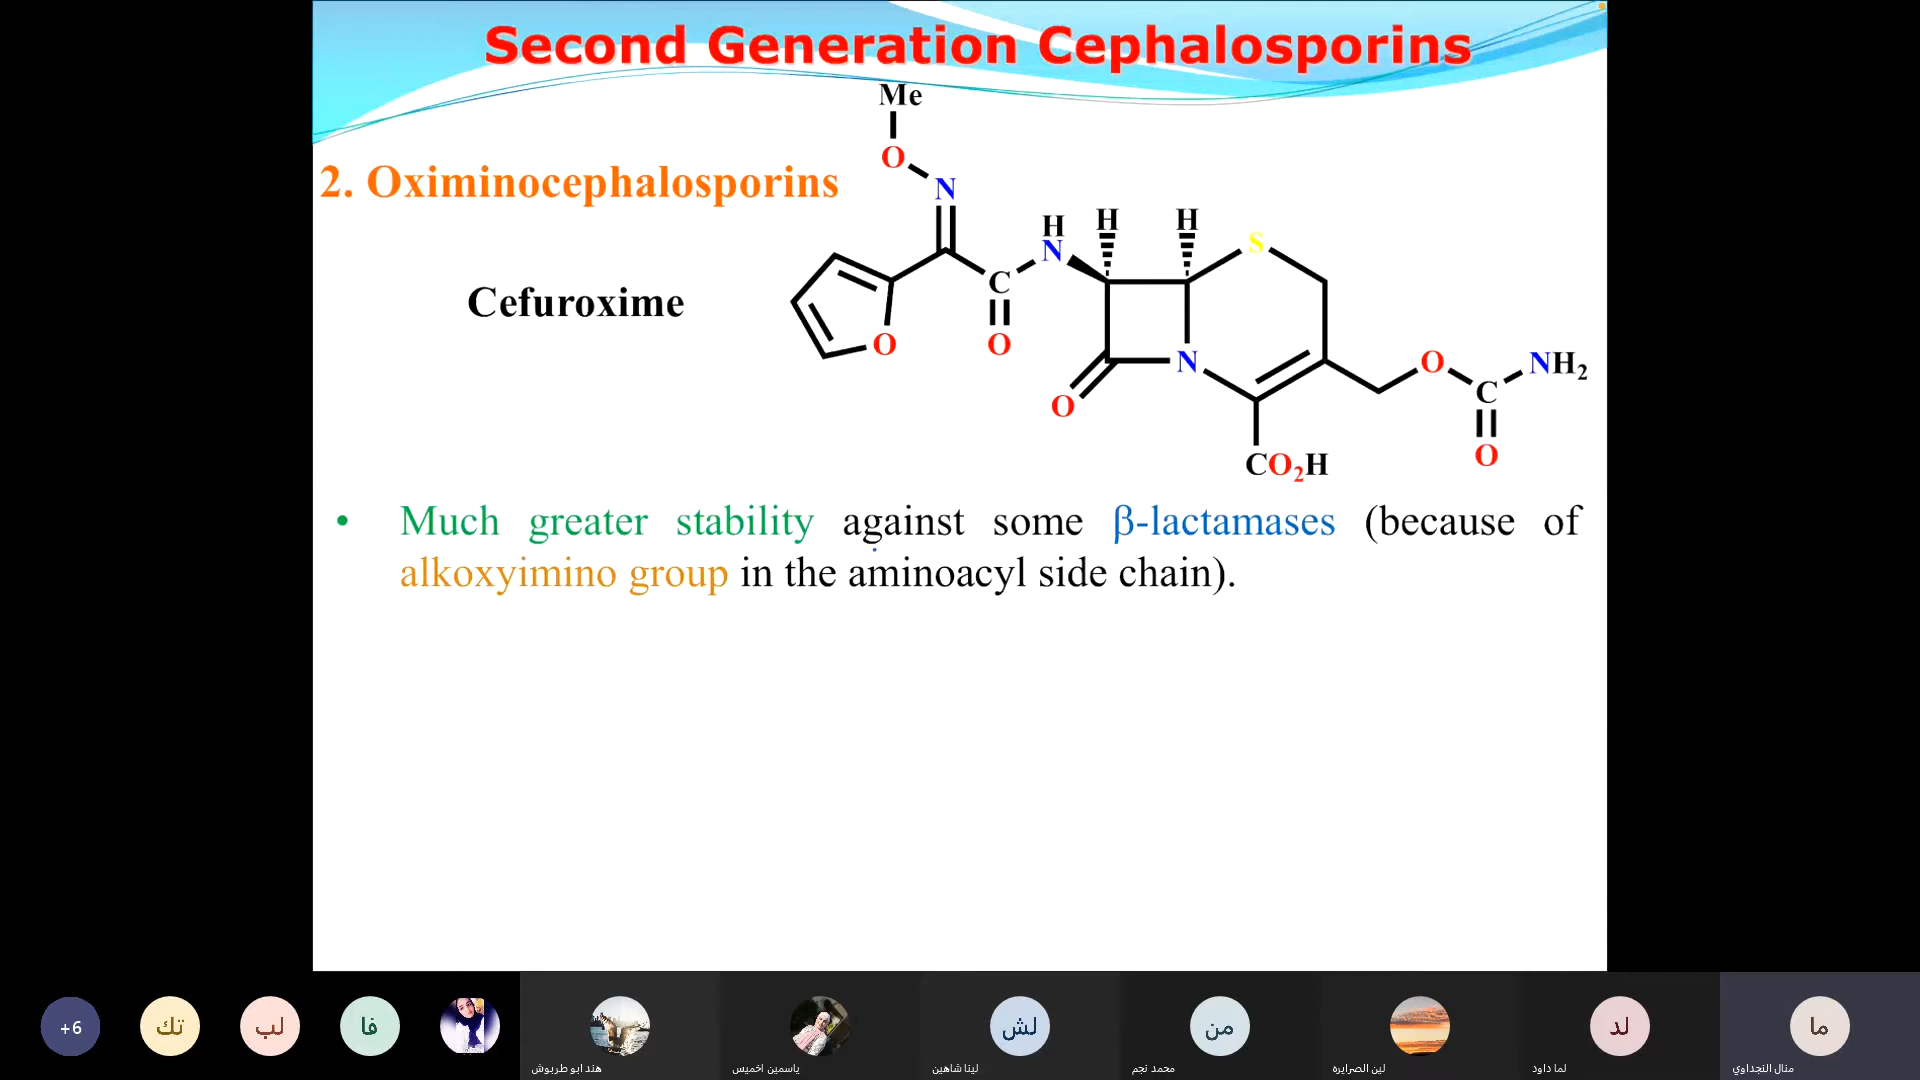 Second Generation Cephalosporins
Me
O
N
2. Oximinocephalosporins
H
H
H
N
S
C
Cefuroxime
O
O
N
O
NH2
O
C
O
CO2H
• Much greater stability against some β-lactamases (because of
alkoxyimino group in the aminoacyl side chain).
+6
تك
لب
فا
لش
من
لد
ما
هند ابو طربوش
ياسمين اخميس
لينا شاهين
محمد نجم
لين الصرايره
لما داود
منال النجداوي